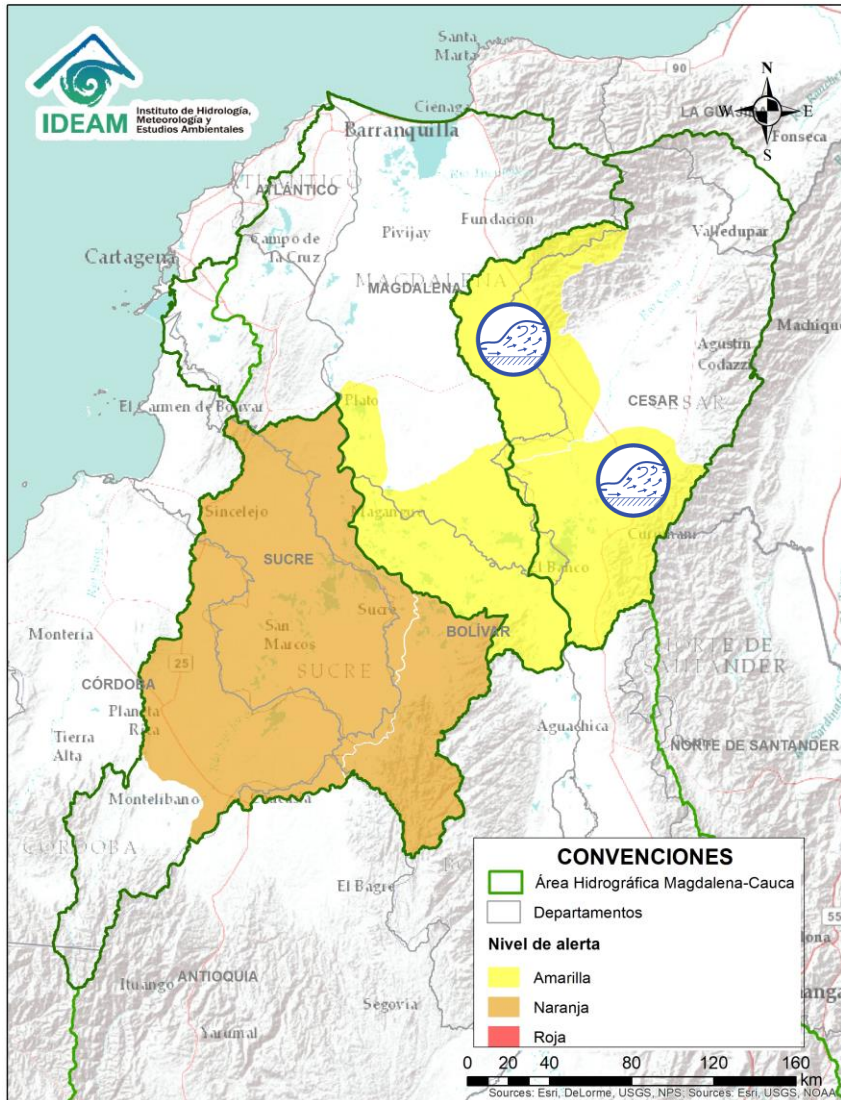 IDEAM
Instituto de Hidrología,
Meteorología y
Estudios Ambientales
Santa
Marta
90
N
W
E
S
Ciénaga
LA GUAJIRA
Fonseca
Barranquilla
ATLÁNTICO
Fundación
Valledupar
Pivijay
Campo de
la Cruz
Cartagena
MAGDALENA
MAGDALENA
Machiques
Agustín
Codazzi
CESAR
CESAR
El Carmen de Bolívar
Plato
Sincelejo
Magangué
Curumaní
SUCRE
El Banco
Sucre
BOLÍVAR
Montería
San
Marcos
25
SUCRE
NORTE DE
SANTANDER
CÓRDOBA
Planeta
Rica
Tierra
Alta
Aguachica
NORTE DE SANTANDER
Montelíbano
CÓRDOBA
El Bagre
Ituango
ANTIOQUIA
Segovia
Yarumal
55
CONVENCIONES
Área Hidrográfica Magdalena-Cauca
Departamentos
Nivel de alerta
Amarilla
Naranja
Roja
0 20 40 80 120 160
km
Sources: Esri, DeLorme, USGS, NPS; Sources: Esri, USGS, NOAA